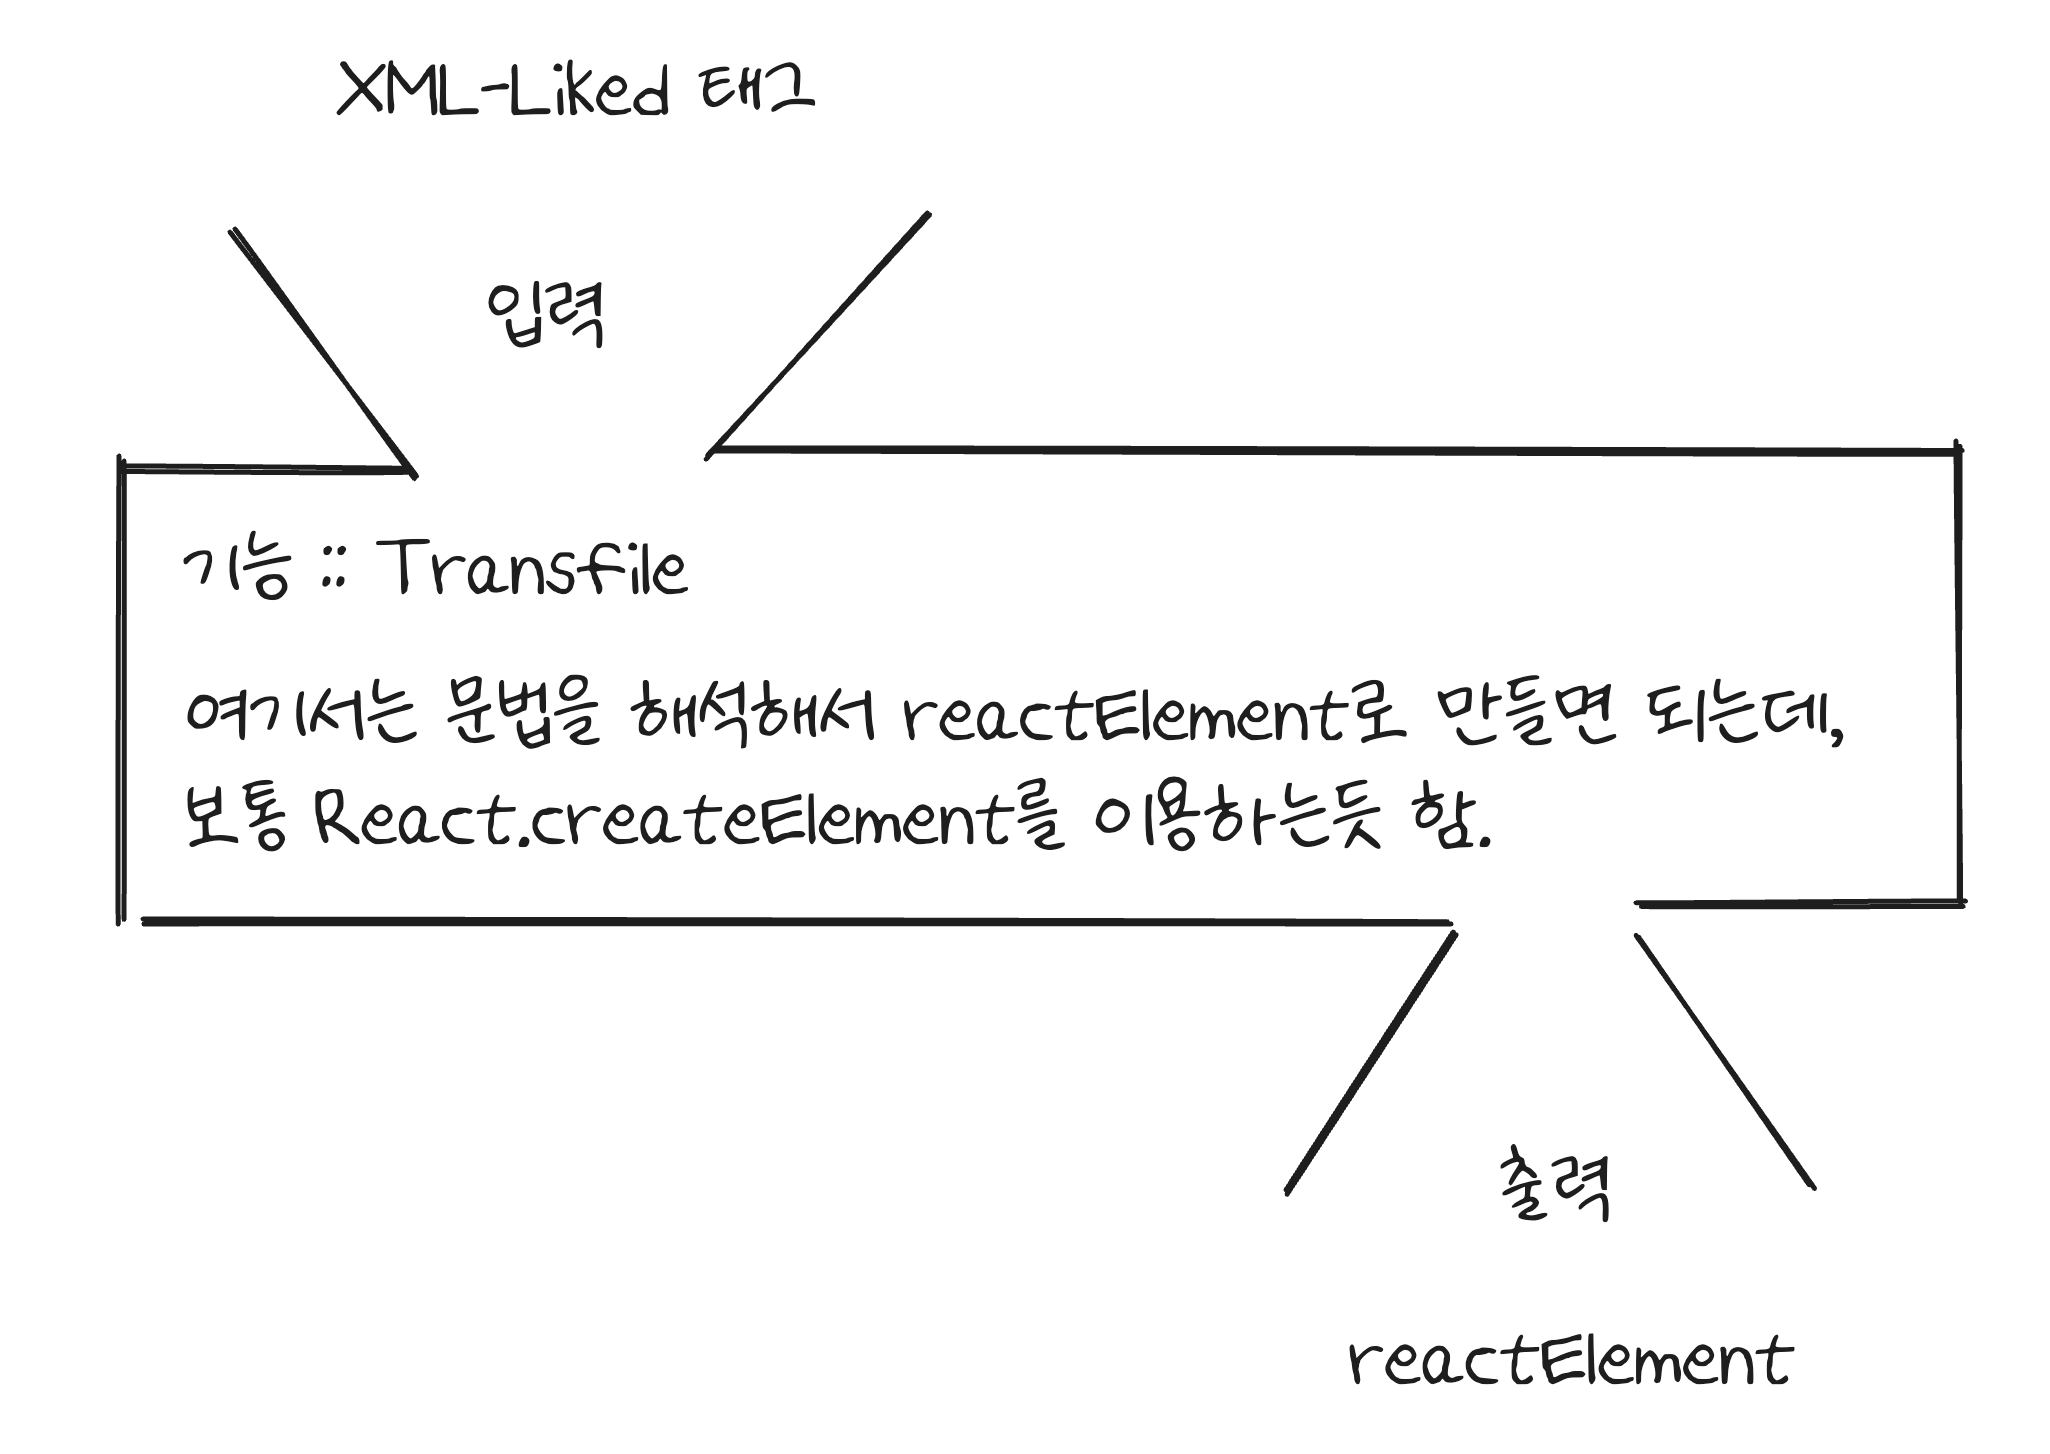 XML-Liked 태그
입력
기능 :: Transfile
여기서는 문법을 해석해서 reactElement로 만들면 되는데,
보통 React.createElement를 이용하는듯 함.
출력
reactElement